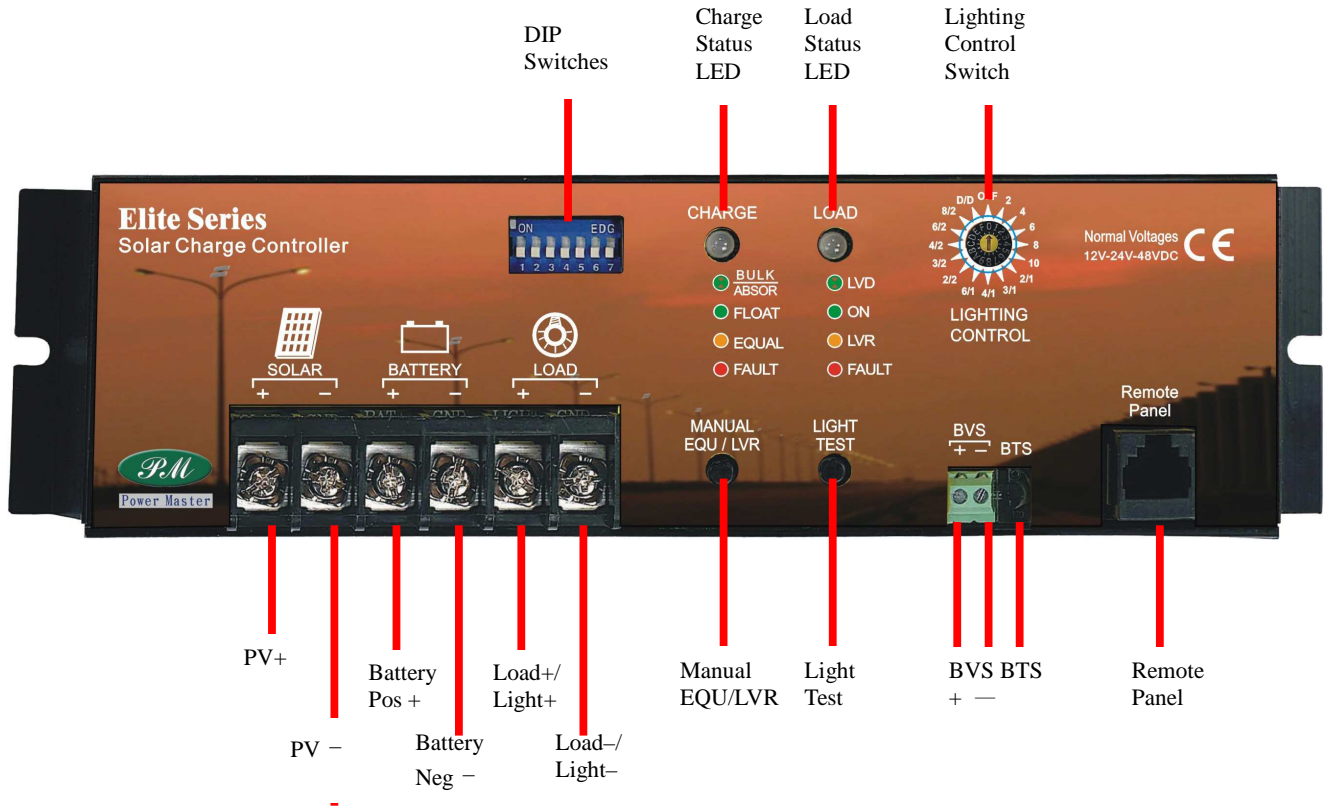 DIP
Switches
Charge
Status
LED
Load
Status
LED
Lighting
Control
Switch
Elite Series
Solar Charge Controller
ON EDG
1 2 3 4 5 6 7
CHARGE
BULK
ABSOR
FLOAT
EQUAL
FAULT
LOAD
LVD
ON
LVR
FAULT
D/D OFF 2
8/2 4
6/2 6
4/2 8
3/2 10
2/2 2/1
6/1 4/1 3/1
LIGHTING
CONTROL
Normal Voltages
12V-24V-48VDC
CE
SOLAR
+ −
BATTERY
+ −
LOAD
+ −
BAT+ GND-
GND-
PM
Power Master
MANUAL
EQU / LVR
LIGHT
TEST
BVS
+ − BTS
Remote
Panel
PV+
PV −
Battery
Pos +
Battery
Neg −
Load+/
Light+
Load–/
Light–
Manual
EQU/LVR
Light
Test
BVS BTS
+ —
Remote
Panel